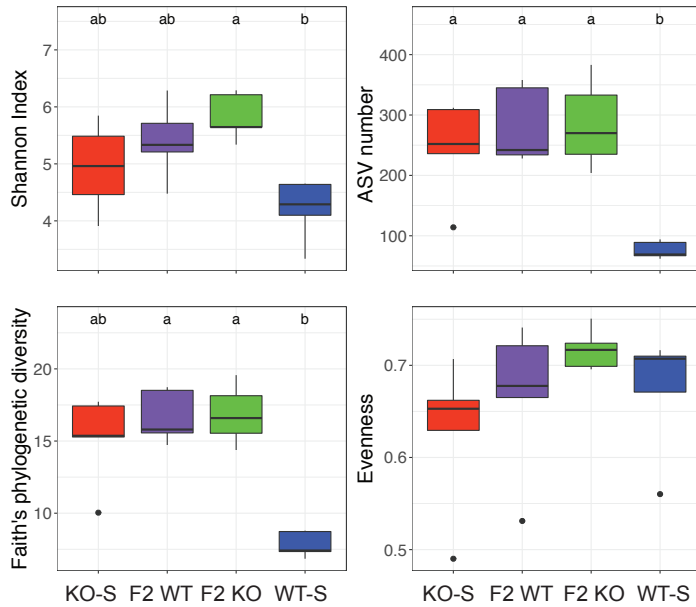 ab ab a b
Shannon Index
7
6
5
4
a a a b
ASV number
400
300
200
100
ab a a b
Faith's phylogenetic diversity
20
15
10
KO-S F2 WT F2 KO WT-S
Evenness
0.7
0.6
0.5
KO-S F2 WT F2 KO WT-S